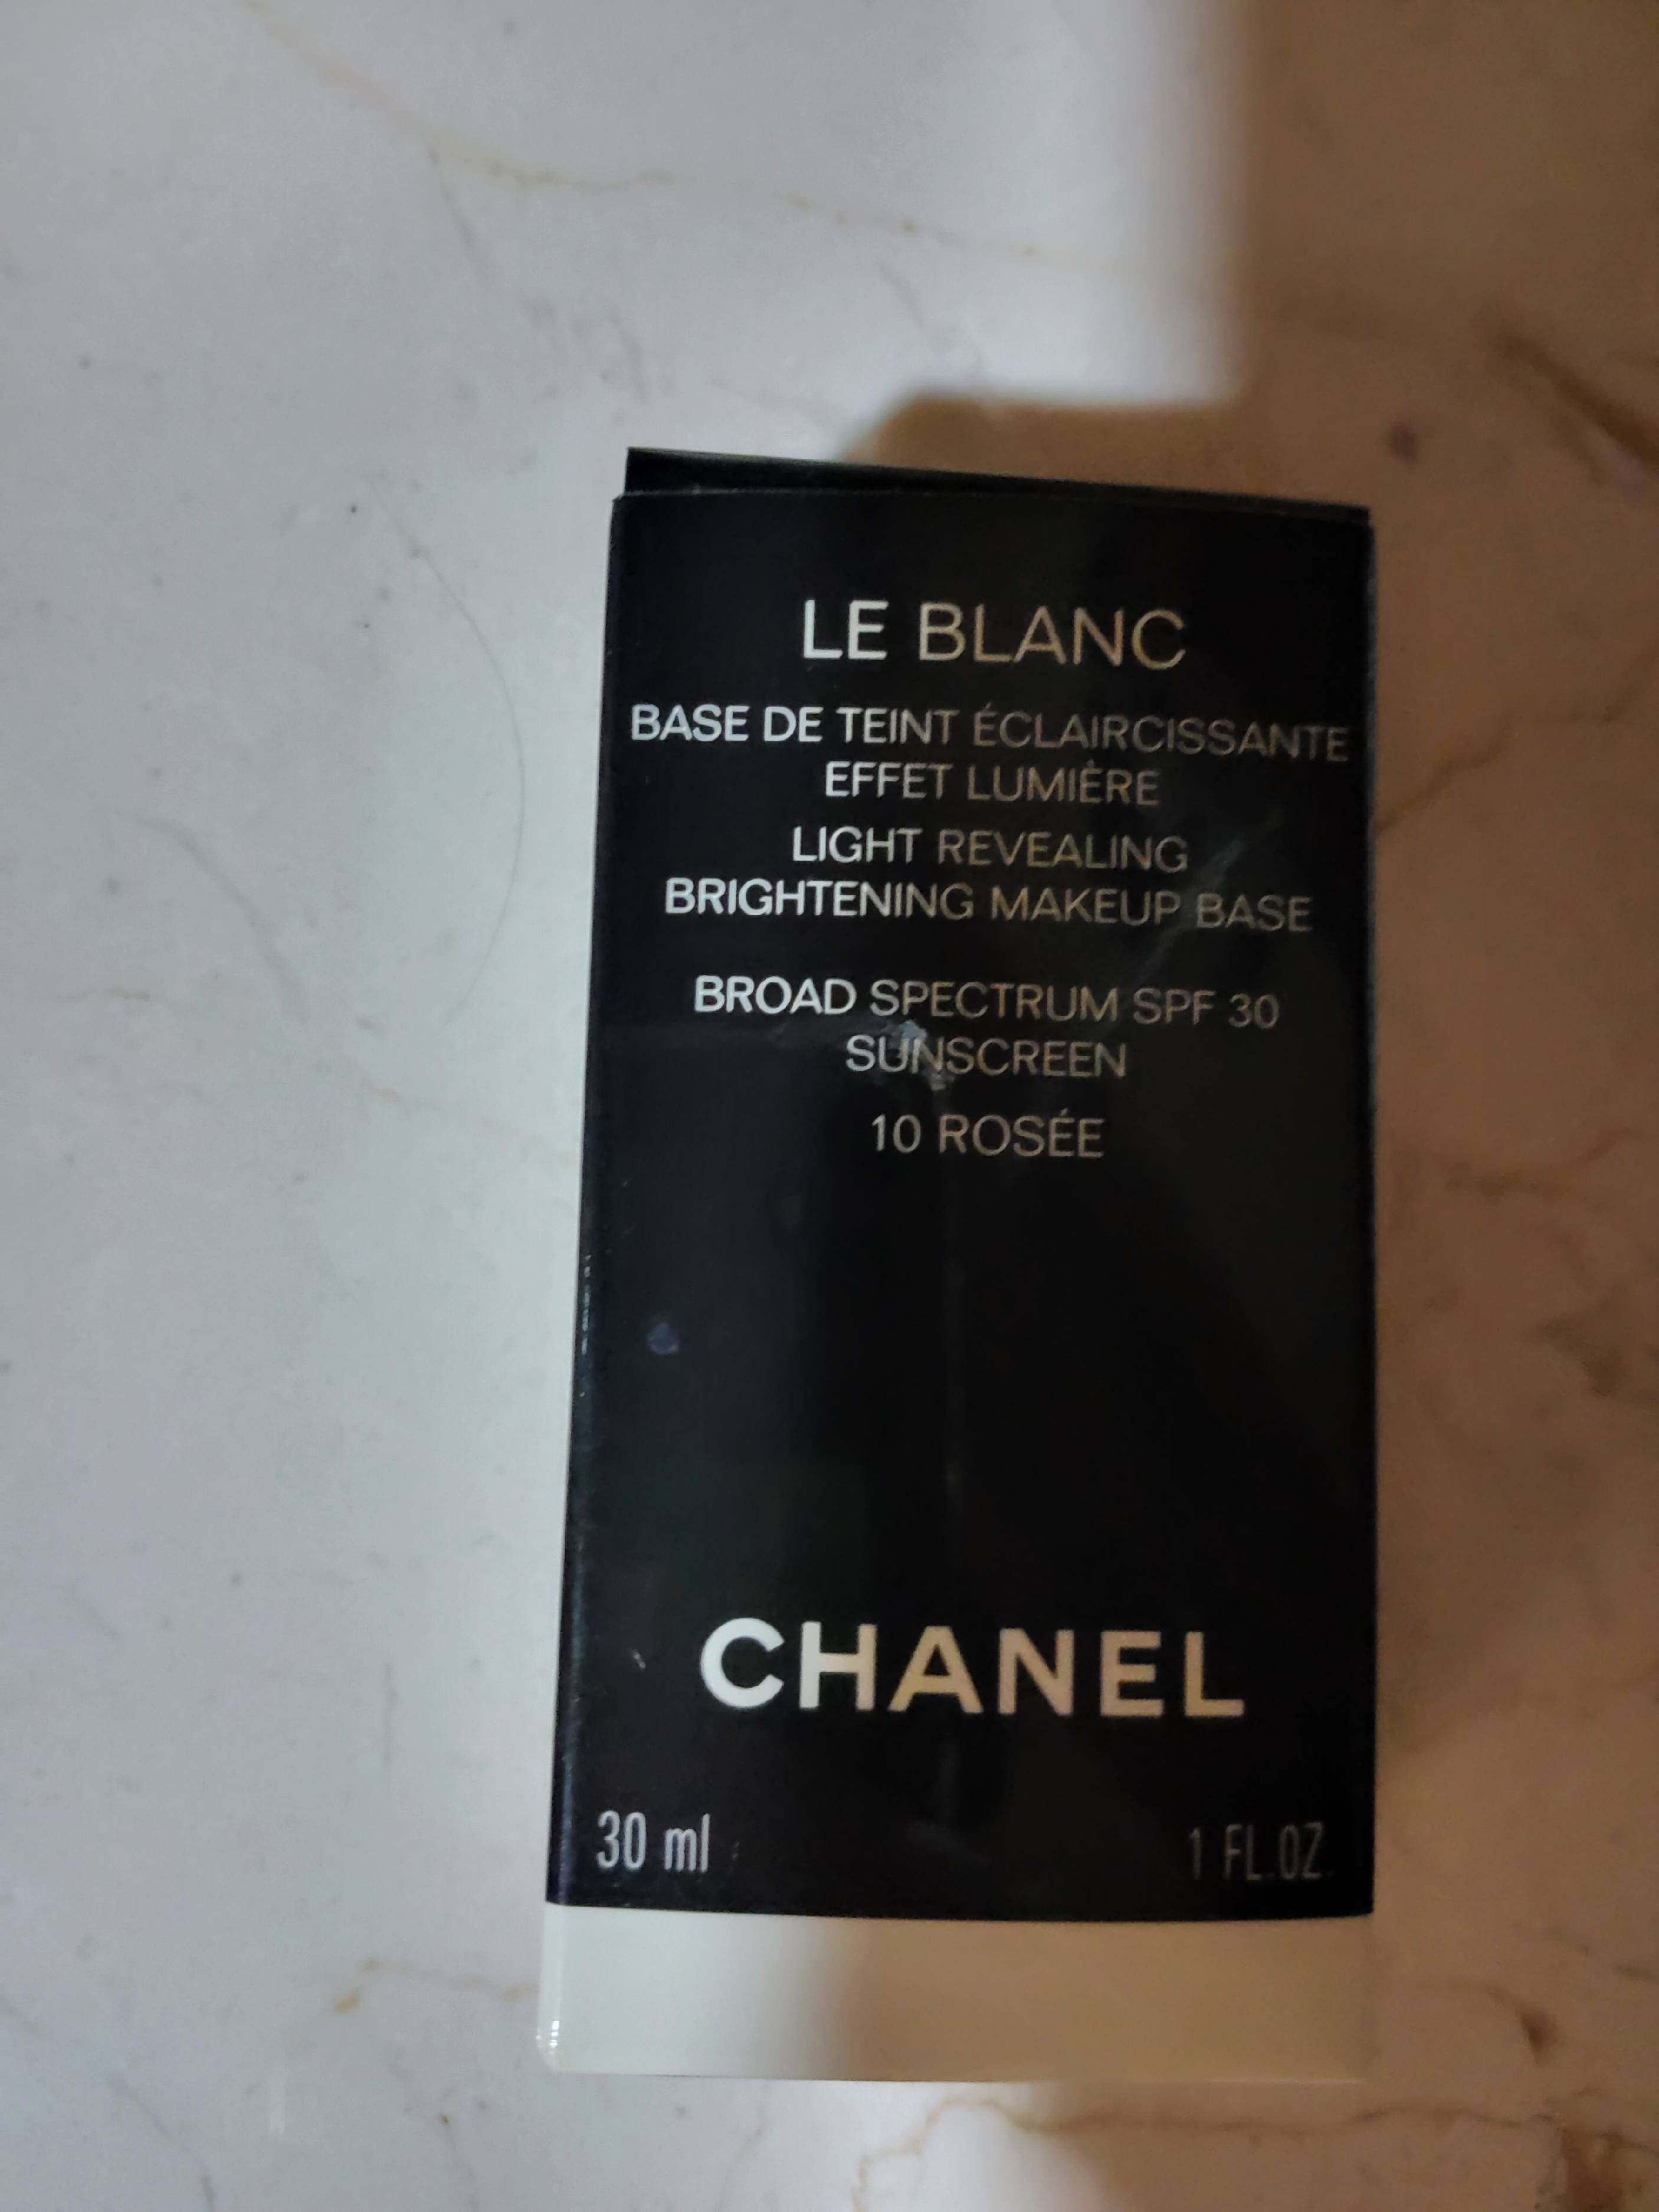 LE BLANC
BASE DE TEINT ÉCLAIRCISSANTE
EFFET LUMIÈRE
LIGHT REVEALING
BRIGHTENING MAKEUP BASE
BROAD SPECTRUM SPF 30
SUNSCREEN
10 ROSÉE
CHANEL
30 ml 1 FL.OZ.